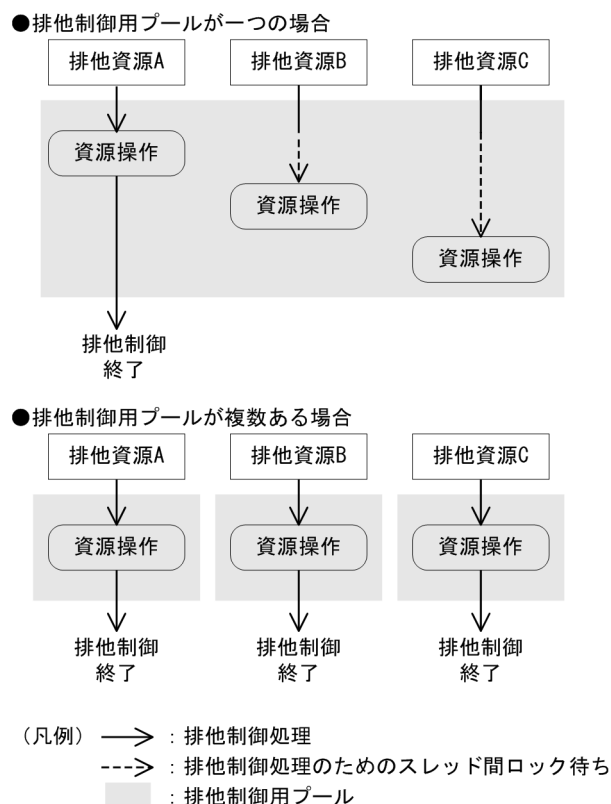 ●排他制御用プールが一つの場合
排他資源A 排他資源B 排他資源C
資源操作
資源操作
資源操作
排他制御
終了
●排他制御用プールが複数ある場合
排他資源A 排他資源B 排他資源C
資源操作 資源操作 資源操作
排他制御 排他制御 排他制御
終了 終了 終了
（凡例） : 排他制御処理
: 排他制御処理のためのスレッド間ロック待ち
: 排他制御用プール